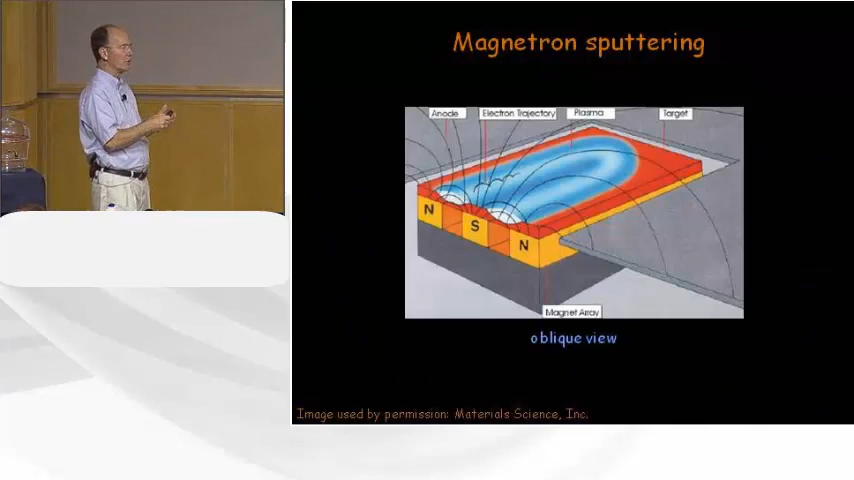 Magnetron sputtering
Anode
Electron Trajectory
Plasma
Target
N
S
N
Magnet Array
oblique view
Image used by permission: Materials Science, Inc.